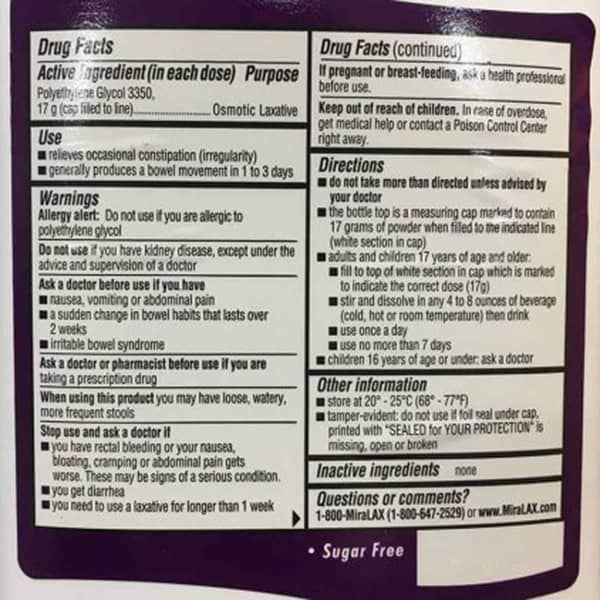 Drug Facts
Active Ingredient (in each dose) Purpose
Polyethylene Glycol 3350,
17 g (cap filled to line)........................Osmotic Laxative
Use
■ relieves occasional constipation (irregularity)
■ generally produces a bowel movement in 1 to 3 days
Warnings
Allergy alert: Do not use if you are allergic to
polyethylene glycol
Do not use if you have kidney disease, except under the
advice and supervision of a doctor
Ask a doctor before use if you have
■ nausea, vomiting or abdominal pain
■ a sudden change in bowel habits that lasts over
2 weeks
■ irritable bowel syndrome
Ask a doctor or pharmacist before use if you are
taking a prescription drug
When using this product you may have loose, watery,
more frequent stools
Stop use and ask a doctor if
■ you have rectal bleeding or your nausea,
bloating, cramping or abdominal pain gets
worse. These may be signs of a serious condition.
■ you get diarrhea
■ you need to use a laxative for longer than 1 week
Drug Facts (continued)
If pregnant or breast-feeding, ask a health professional
before use.
Keep out of reach of children. In case of overdose,
get medical help or contact a Poison Control Center
right away.
Directions
■ do not take more than directed unless advised by
your doctor
■ the bottle top is a measuring cap marked to contain
17 grams of powder when filled to the indicated line
(white section in cap)
■ adults and children 17 years of age and older:
■ fill to top of white section in cap which is marked
to indicate the correct dose (17g)
■ stir and dissolve in any 4 to 8 ounces of beverage
(cold, hot or room temperature) then drink
■ use once a day
■ use no more than 7 days
■ children 16 years of age or under: ask a doctor
Other information
■ store at 20° - 25°C (68° - 77°F)
■ tamper-evident: do not use if foil seal under cap,
printed with "SEALED for YOUR PROTECTION" is
missing, open or broken
Inactive ingredients none
Questions or comments?
1-800-MiraLAX (1-800-647-2529) or www.MiraLAX.com
• Sugar Free